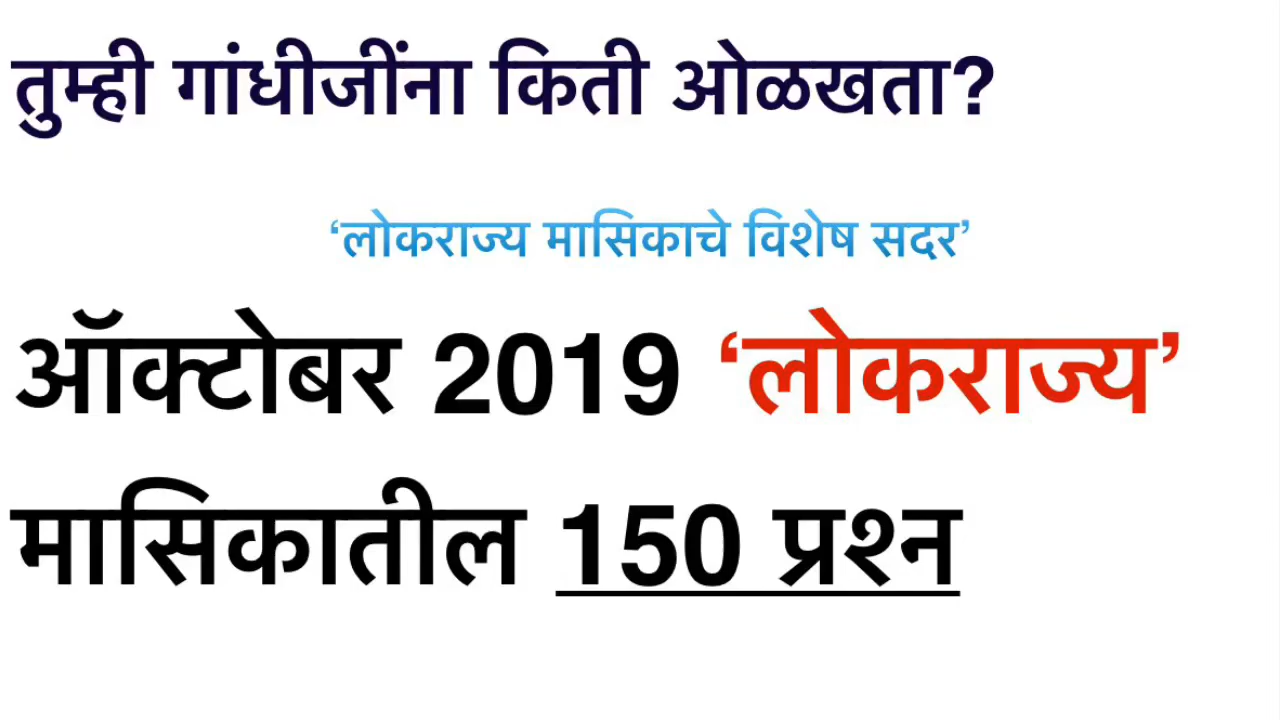 तुम्ही गांधीजींना किती ओळखता?
‘लोकराज्य मासिकाचे विशेष सदर’
ऑक्टोबर 2019 ‘लोकराज्य’
मासिकातील 150 प्रश्न